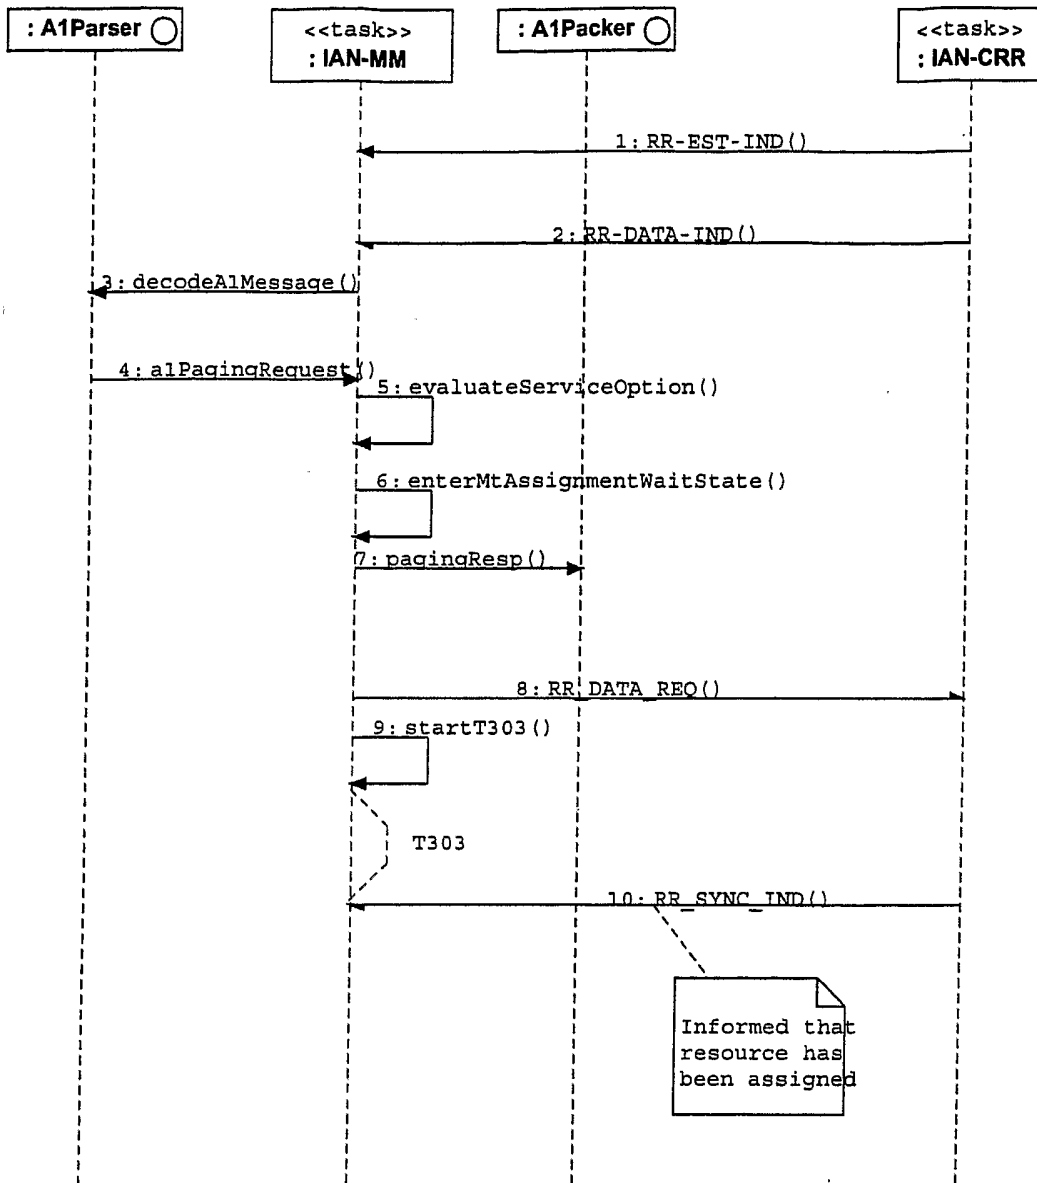 : A1Parser
<<task>>
: IAN-MM
: A1Packer
<<task>>
: IAN-CRR
1: RR-EST-IND()
2: RR-DATA-IND()
3: decodeA1Message()
4: a1PagingRequest()
5: evaluateServiceOption()
6: enterMtAssignmentWaitState()
7: pagingResp()
8: RR_DATA_REQ()
9: startT303()
T303
10: RR_SYNC_IND()
Informed that
resource has
been assigned